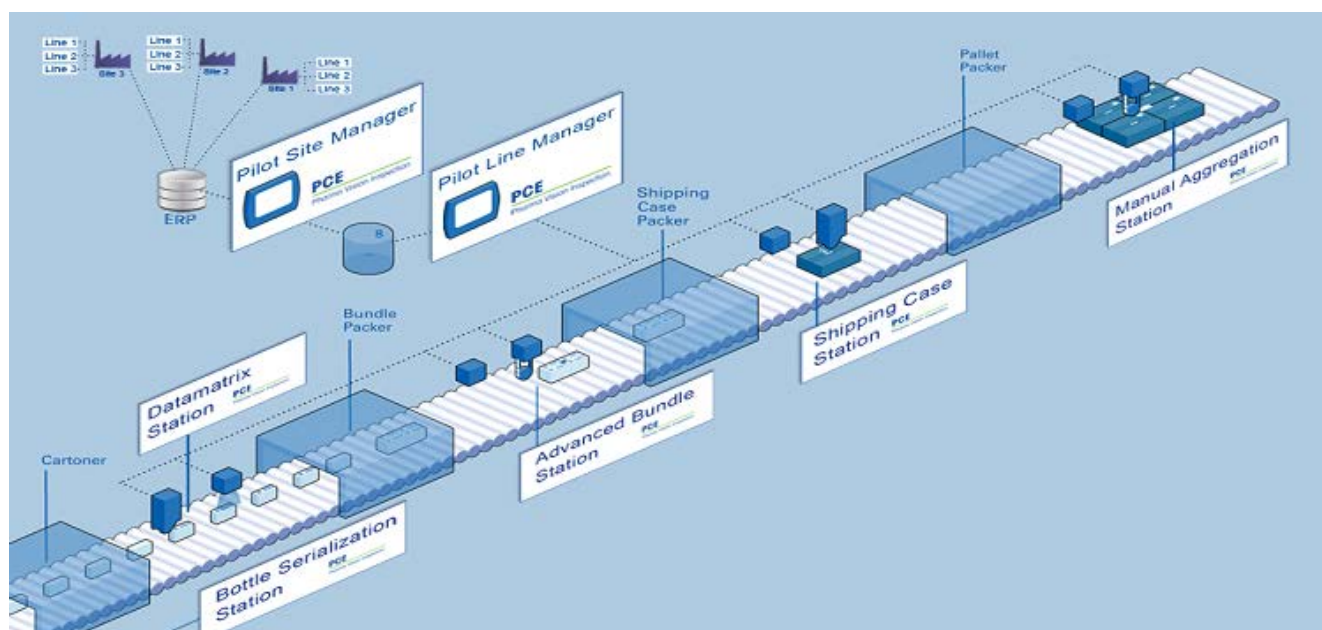 Line 1
Line 2
Line 3
Site 3
Line 1
Line 2
Line 3
Site 2
Line 1
Line 2
Line 3
Site 1
ERP
Pilot Site Manager
PCE
Pharma Vision Inspection
8
Pilot Line Manager
PCE
Pharma Vision Inspection
Shipping
Case
Packer
Pallet
Packer
Manual Aggregation
Station
PCE
Shipping Case
Station
PCE
Bundle
Packer
Advanced Bundle
Station
PCE
Datamatrix
Station
PCE
Cartoner
Bottle Serialization
Station
PCE